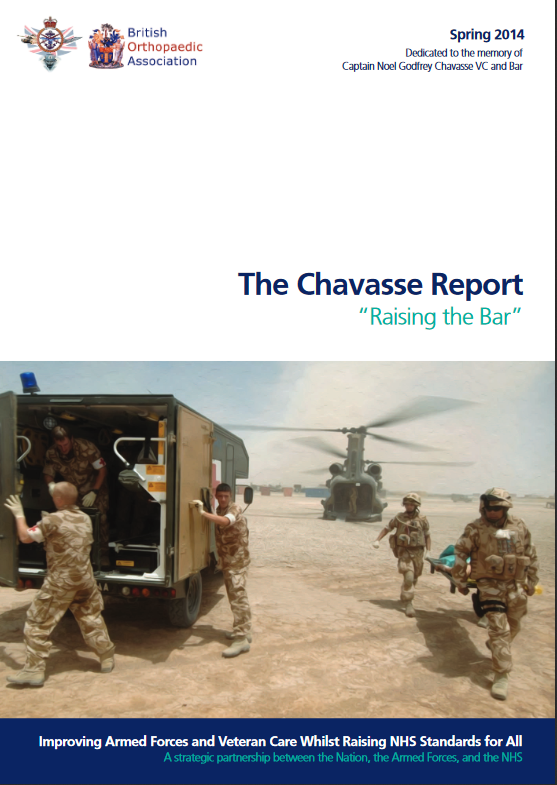 British
Orthopaedic
Association
Spring 2014
Dedicated to the memory of
Captain Noel Godfrey Chavasse VC and Bar
The Chavasse Report
“Raising the Bar”
Improving Armed Forces and Veteran Care Whilst Raising NHS Standards for All
A strategic partnership between the Nation, the Armed Forces, and the NHS